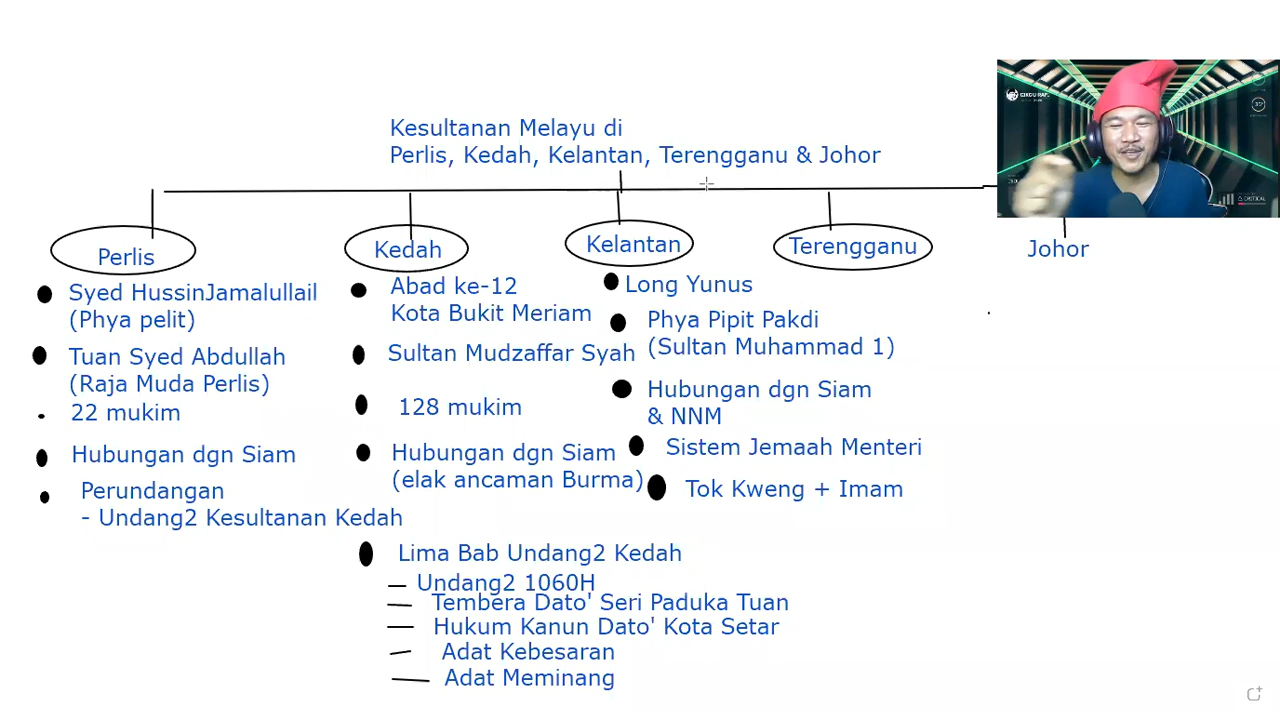 Kesultanan Melayu di
Perlis, Kedah, Kelantan, Terengganu & Johor
Perlis
Syed HussinJamalullail
(Phya pelit)
Tuan Syed Abdullah
(Raja Muda Perlis)
22 mukim
Hubungan dgn Siam
Perundangan
- Undang2 Kesultanan Kedah
Kedah
Abad ke-12
Kota Bukit Meriam
Sultan Mudzaffar Syah
128 mukim
Hubungan dgn Siam
(elak ancaman Burma)
Lima Bab Undang2 Kedah
Undang2 1060H
Tembera Dato' Seri Paduka Tuan
Hukum Kanun Dato' Kota Setar
Adat Kebesaran
Adat Meminang
Kelantan
Long Yunus
Phya Pipit Pakdi
(Sultan Muhammad 1)
Hubungan dgn Siam
& NNM
Sistem Jemaah Menteri
Tok Kweng + Imam
Terengganu
Johor
CRITICAL